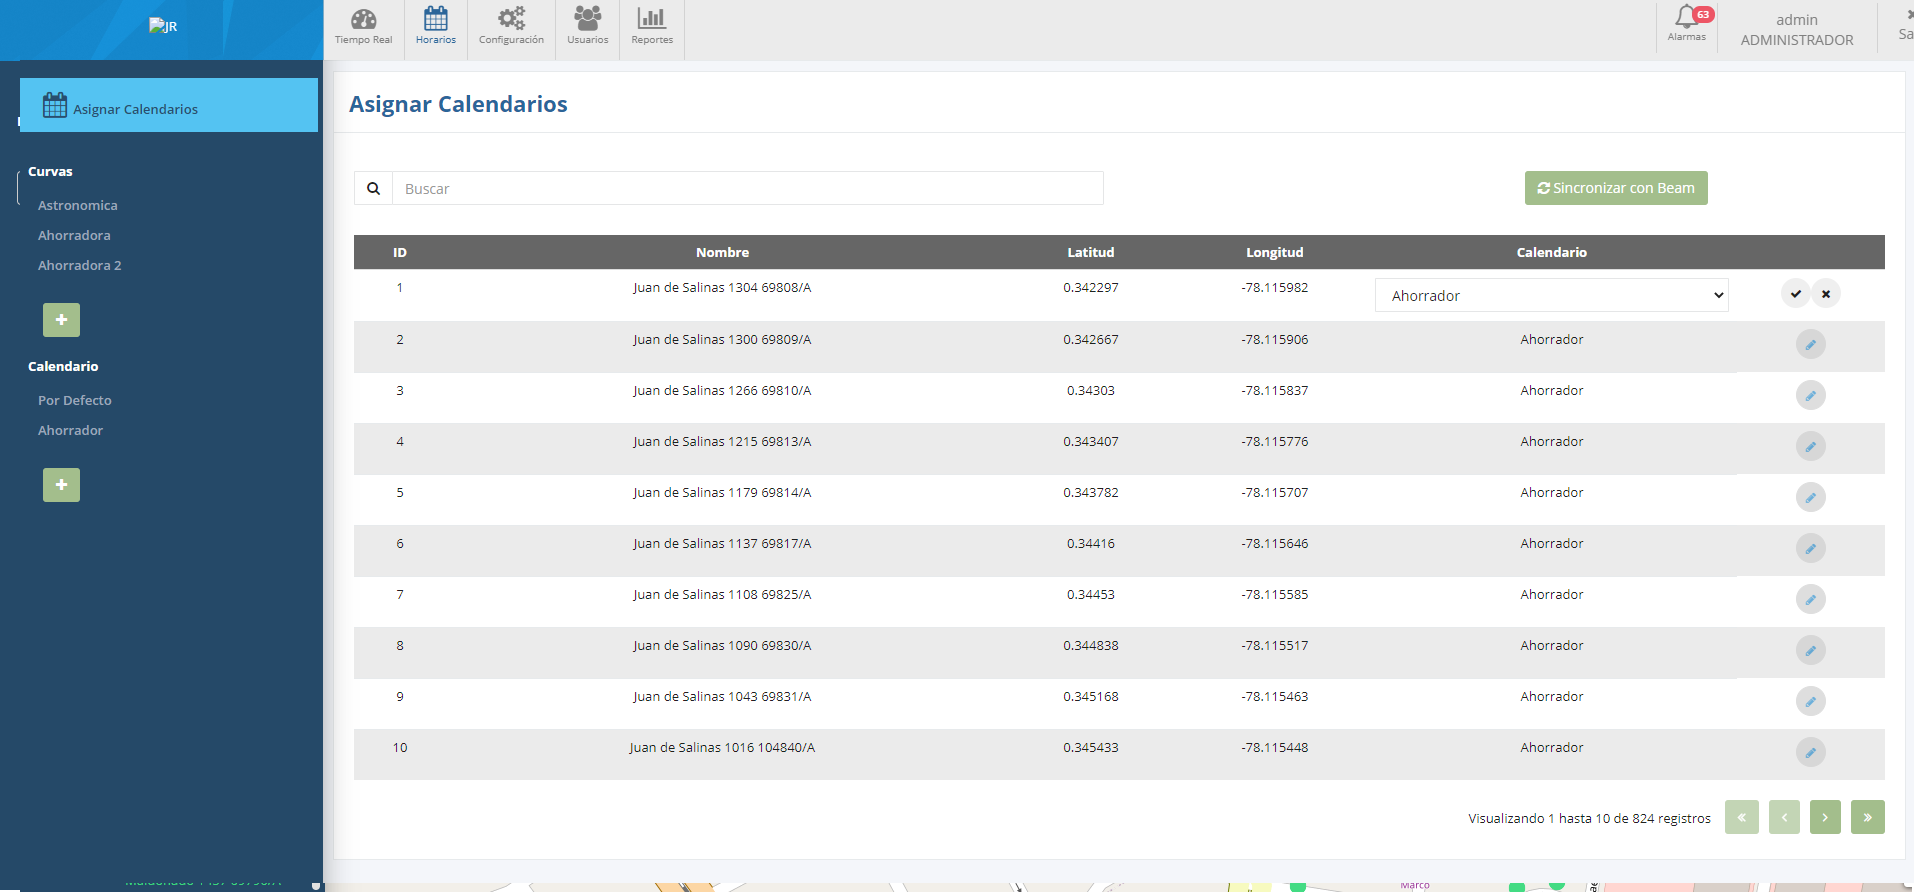 JR
Tiempo Real
Horarios
Configuración
Usuarios
Reportes
63
Alarmas
admin
ADMINISTRADOR
Sa
Asignar Calendarios
Curvas
Astronomica
Ahorradora
Ahorradora 2
+
Calendario
Por Defecto
Ahorrador
+
Asignar Calendarios
Buscar
Sincronizar con Beam
ID Nombre Latitud Longitud Calendario
1 Juan de Salinas 1304 69808/A 0.342297 -78.115982 Ahorrador
2 Juan de Salinas 1300 69809/A 0.342667 -78.115906 Ahorrador
3 Juan de Salinas 1266 69810/A 0.34303 -78.115837 Ahorrador
4 Juan de Salinas 1215 69813/A 0.343407 -78.115776 Ahorrador
5 Juan de Salinas 1179 69814/A 0.343782 -78.115707 Ahorrador
6 Juan de Salinas 1137 69817/A 0.34416 -78.115646 Ahorrador
7 Juan de Salinas 1108 69825/A 0.34453 -78.115585 Ahorrador
8 Juan de Salinas 1090 69830/A 0.344838 -78.115517 Ahorrador
9 Juan de Salinas 1043 69831/A 0.345168 -78.115463 Ahorrador
10 Juan de Salinas 1016 104840/A 0.345433 -78.115448 Ahorrador
Visualizando 1 hasta 10 de 824 registros « ‹ › »
Marco